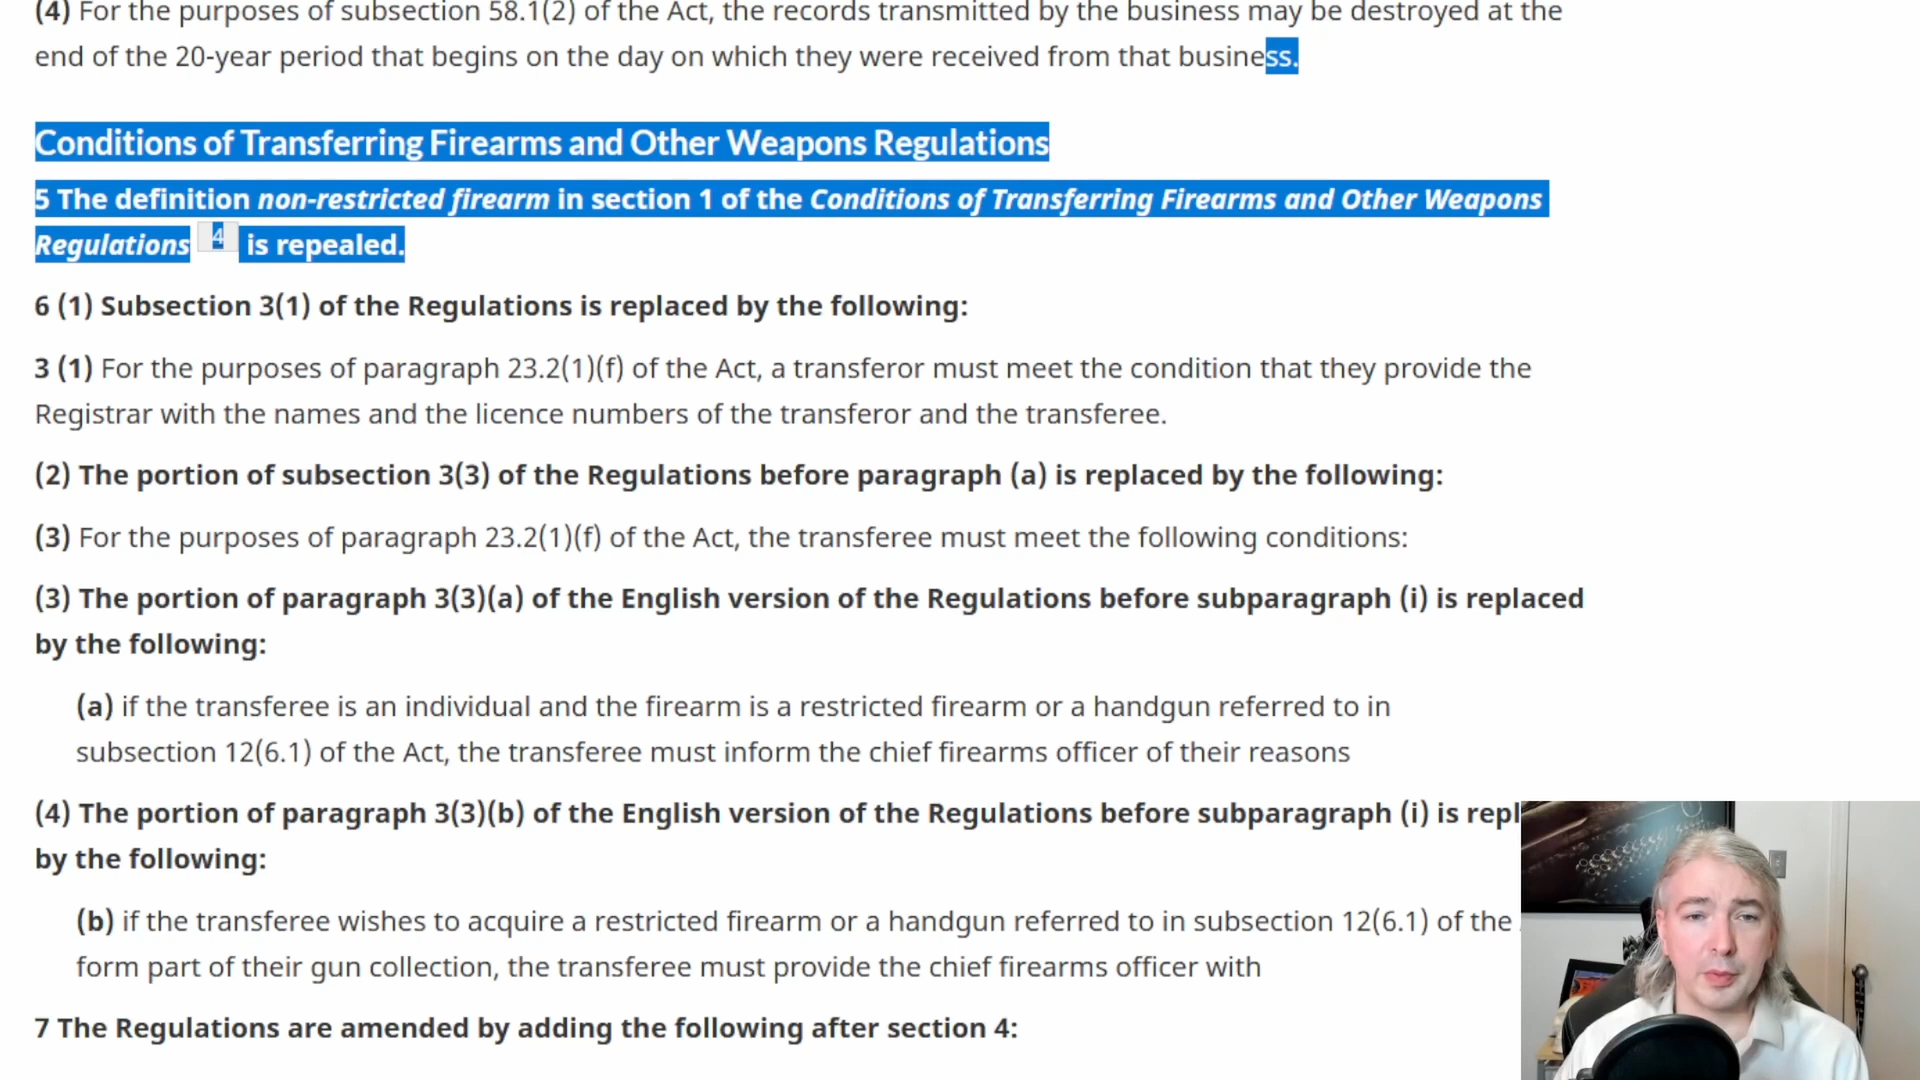 (4) For the purposes of subsection 58.1(2) of the Act, the records transmitted by the business may be destroyed at the
end of the 20-year period that begins on the day on which they were received from that business.
Conditions of Transferring Firearms and Other Weapons Regulations
5 The definition non-restricted firearm in section 1 of the Conditions of Transferring Firearms and Other Weapons
Regulations 4 is repealed.
6 (1) Subsection 3(1) of the Regulations is replaced by the following:
3 (1) For the purposes of paragraph 23.2(1)(f) of the Act, a transferor must meet the condition that they provide the
Registrar with the names and the licence numbers of the transferor and the transferee.
(2) The portion of subsection 3(3) of the Regulations before paragraph (a) is replaced by the following:
(3) For the purposes of paragraph 23.2(1)(f) of the Act, the transferee must meet the following conditions:
(3) The portion of paragraph 3(3)(a) of the English version of the Regulations before subparagraph (i) is replaced
by the following:
(a) if the transferee is an individual and the firearm is a restricted firearm or a handgun referred to in
subsection 12(6.1) of the Act, the transferee must inform the chief firearms officer of their reasons
(4) The portion of paragraph 3(3)(b) of the English version of the Regulations before subparagraph (i) is repl
by the following:
(b) if the transferee wishes to acquire a restricted firearm or a handgun referred to in subsection 12(6.1) of the
form part of their gun collection, the transferee must provide the chief firearms officer with
7 The Regulations are amended by adding the following after section 4: